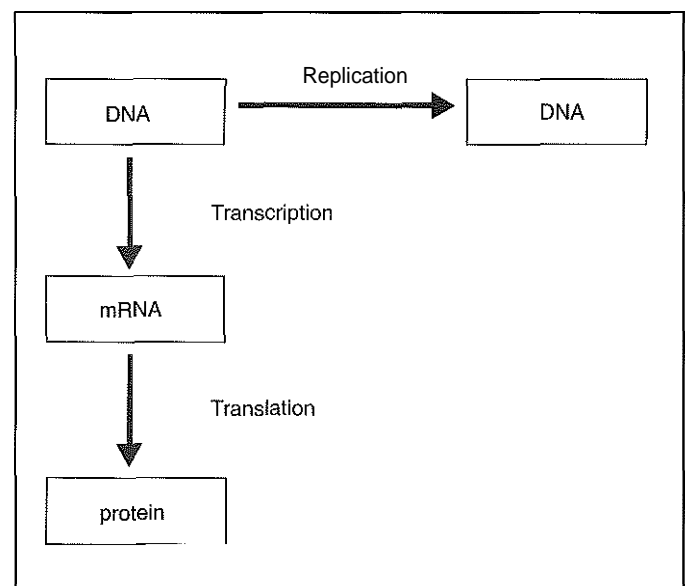 Replication
DNA
DNA
Transcription
mRNA
Translation
protein